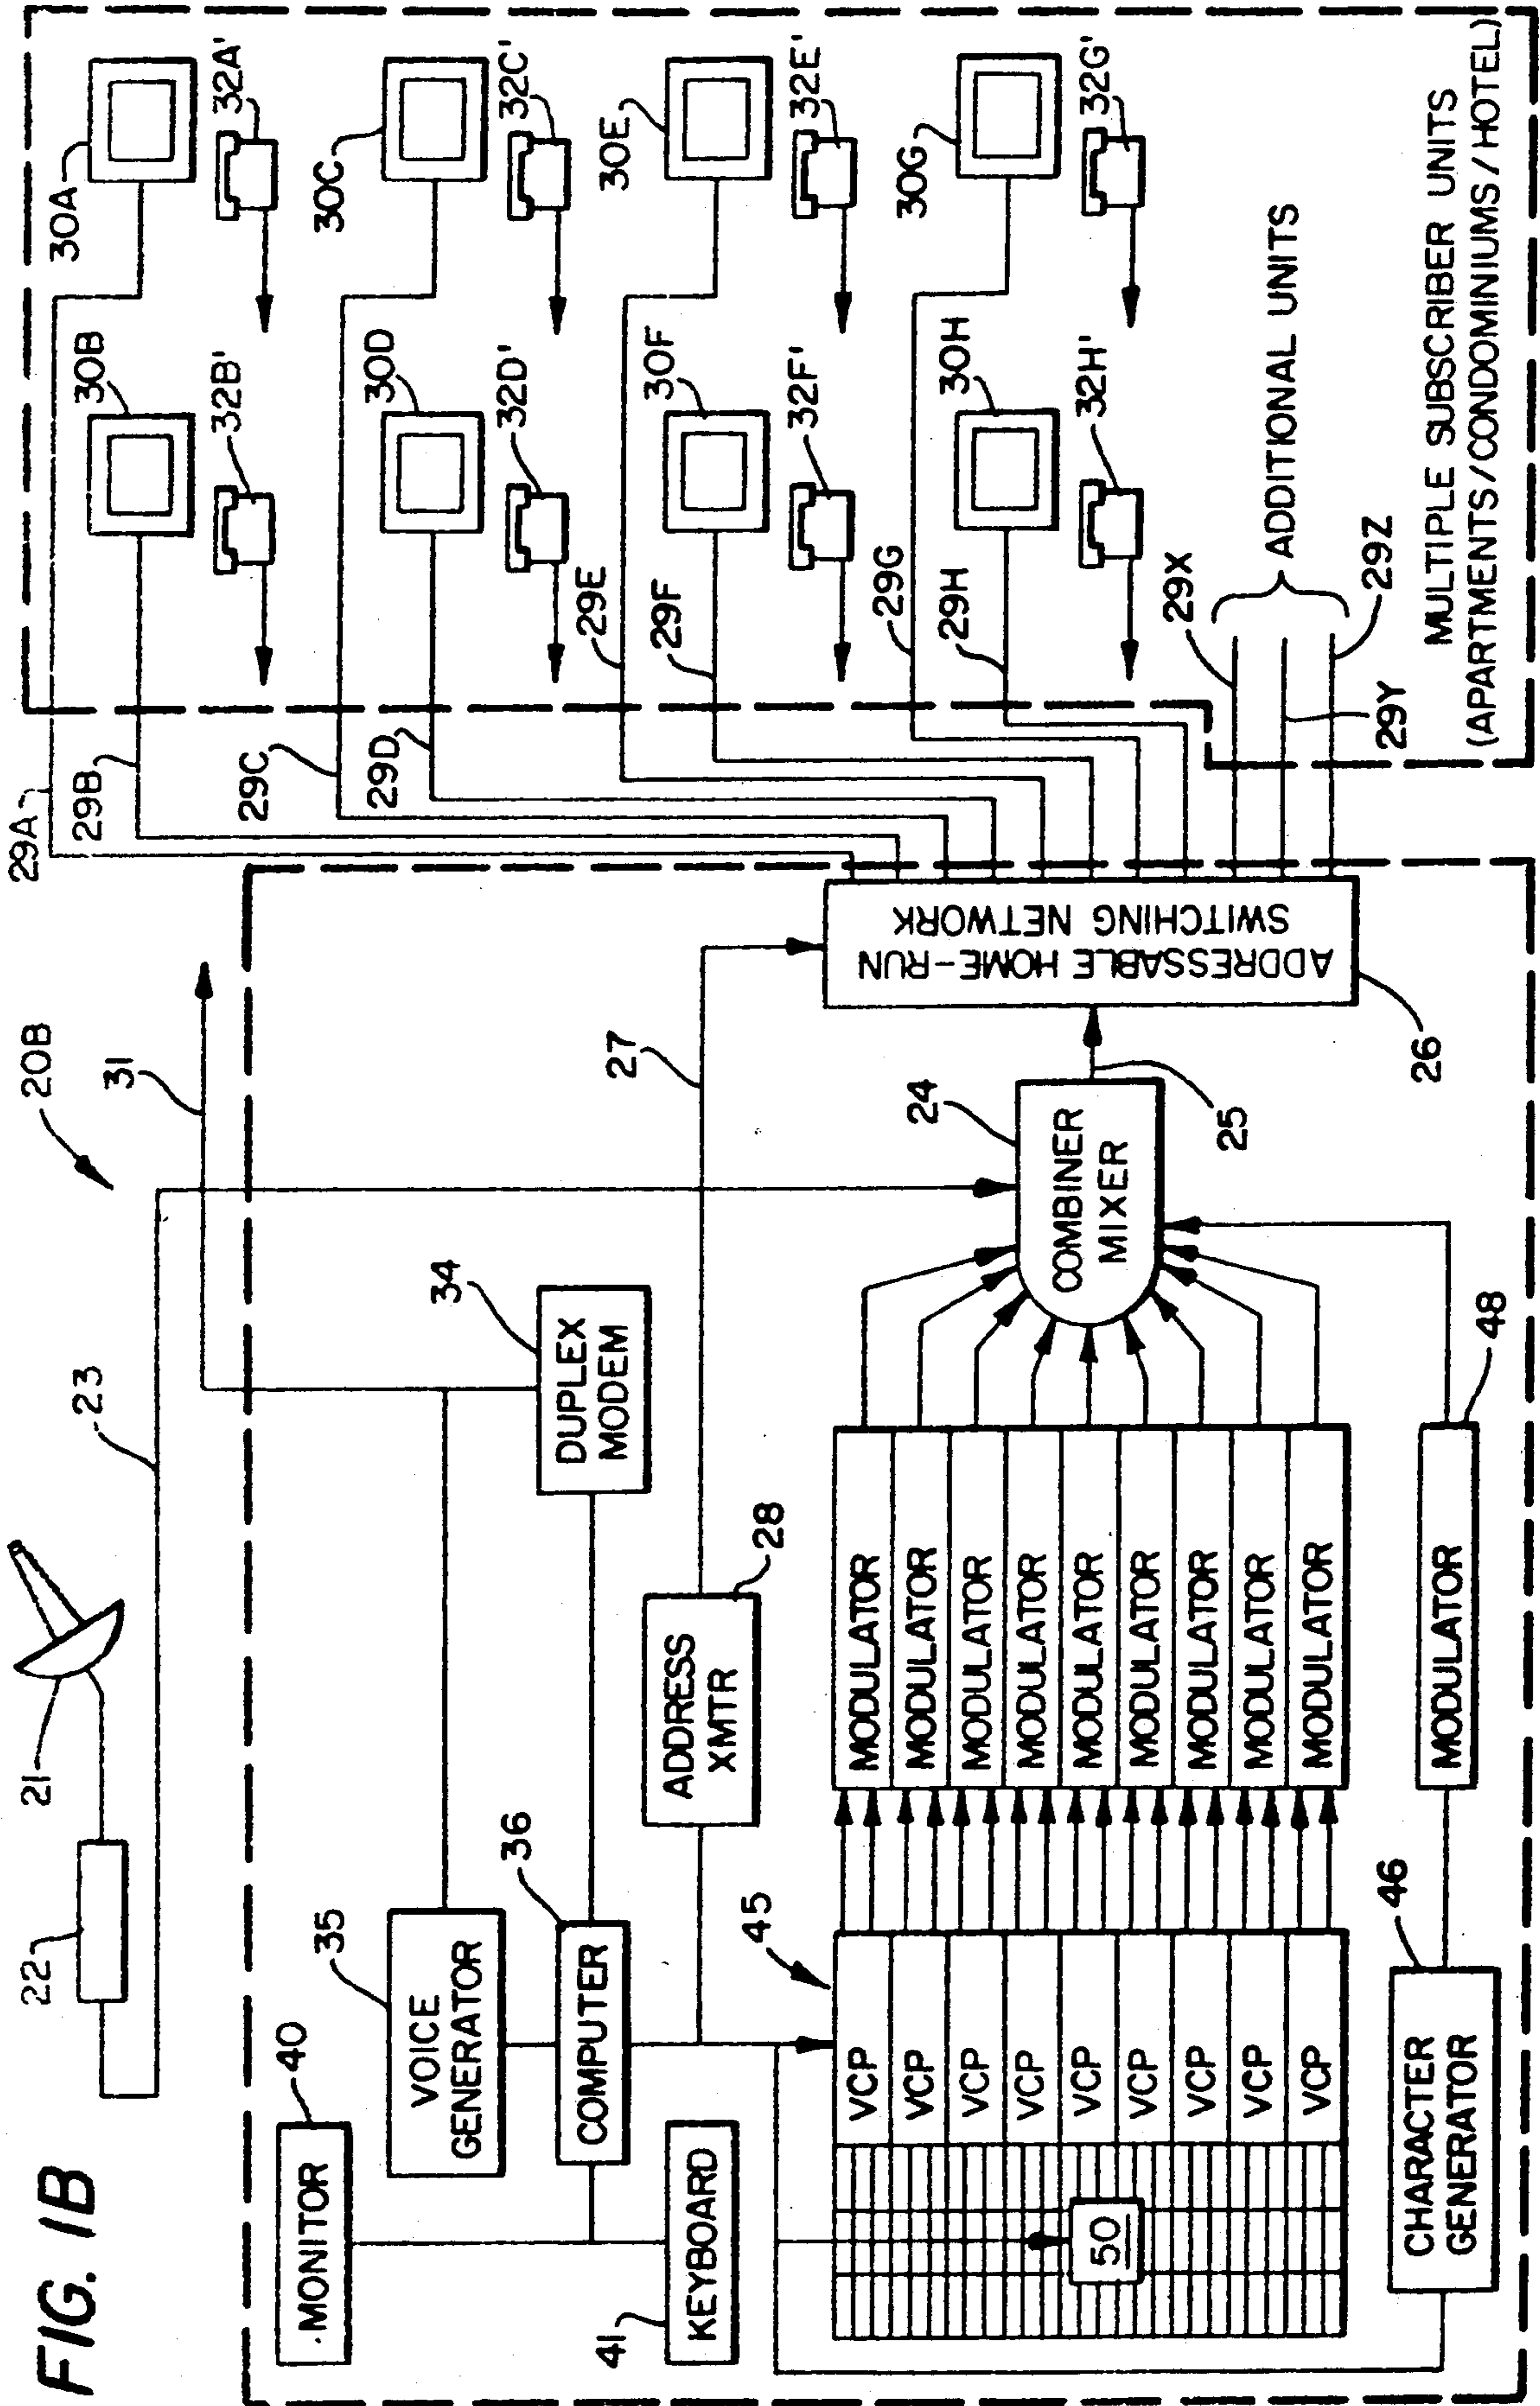 FIG. 1B
20B
21
22
23
31
MONITOR
40
VOICE
GENERATOR
35
COMPUTER
36
KEYBOARD
41
DUPLEX
MODEM
34
ADDRESS
XMTR
28
27
45
VCP
VCP
VCP
VCP
VCP
VCP
VCP
VCP
VCP
50
MODULATOR
MODULATOR
MODULATOR
MODULATOR
MODULATOR
MODULATOR
MODULATOR
MODULATOR
MODULATOR
COMBINER
MIXER
24
25
ADDRESSABLE HOME-RUN
SWITCHING NETWORK
26
CHARACTER
GENERATOR
46
MODULATOR
48
29A
29B
29C
29D
29E
29F
29G
29H
29X
29Y
29Z
30A
30B
32A'
32B'
30C
30D
32C'
32D'
30E
30F
32E'
32F'
30G
30H
32G'
32H'
ADDITIONAL UNITS
MULTIPLE SUBSCRIBER UNITS
(APARTMENTS/CONDOMINIUMS/HOTEL)